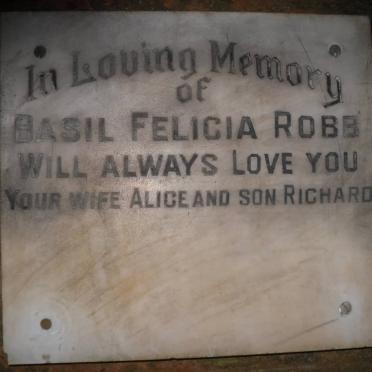 In Loving Memory
of
BASIL FELICIA ROBB
WILL ALWAYS LOVE YOU
YOUR WIFE ALICE AND SON RICHARD